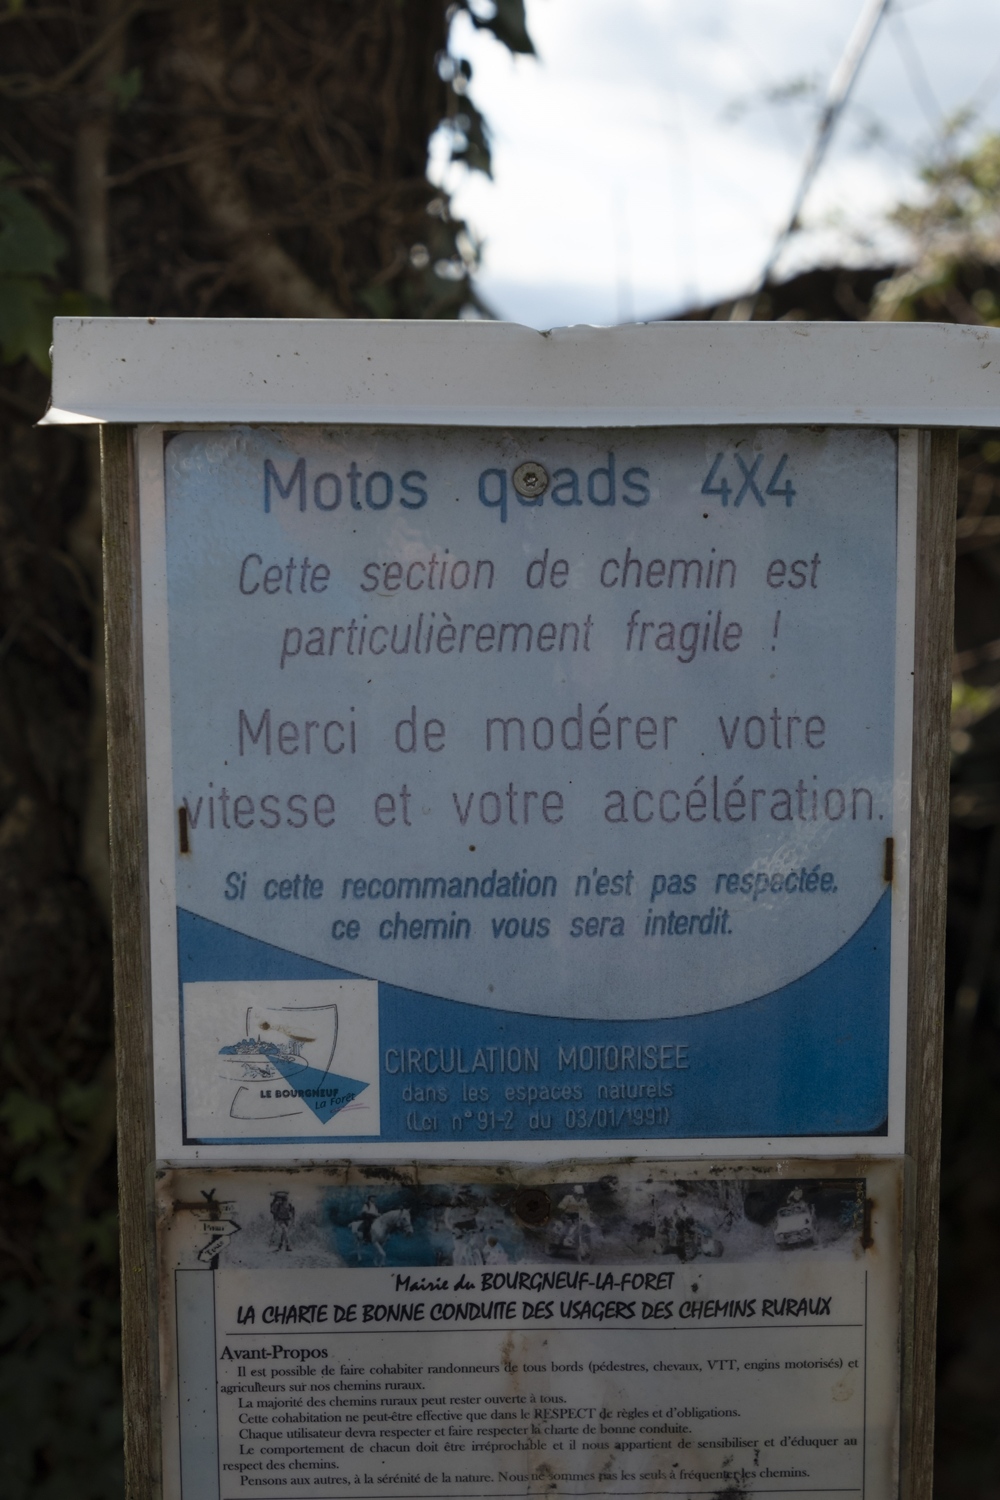 Motos quads 4X4
Cette section de chemin est
particulièrement fragile !
Merci de modérer votre
vitesse et votre accélération.
Si cette recommandation n'est pas respectée,
ce chemin vous sera interdit.
LE BOURGNEUF
La Forêt
CIRCULATION MOTORISEE
dans les espaces naturels
(Loi n°91-2 du 03/01/1991)
Pour
Tous
Mairie du BOURGNEUF-LA-FORET
LA CHARTE DE BONNE CONDUITE DES USAGERS DES CHEMINS RURAUX
Avant-Propos
Il est possible de faire cohabiter randonneurs de tous bords (pédestres, chevaux, VTT, engins motorisés) et
agriculteurs sur nos chemins ruraux.
La majorité des chemins ruraux peut rester ouverte à tous.
Cette cohabitation ne peut-être effective que dans le RESPECT de règles et d'obligations.
Chaque utilisateur devra respecter et faire respecter la charte de bonne conduite.
Le comportement de chacun doit être irréprochable et il nous appartient de sensibiliser et d'éduquer au
respect des chemins.
Pensons aux autres, à la sérénité de la nature. Nous ne sommes pas les seuls à fréquenter les chemins.